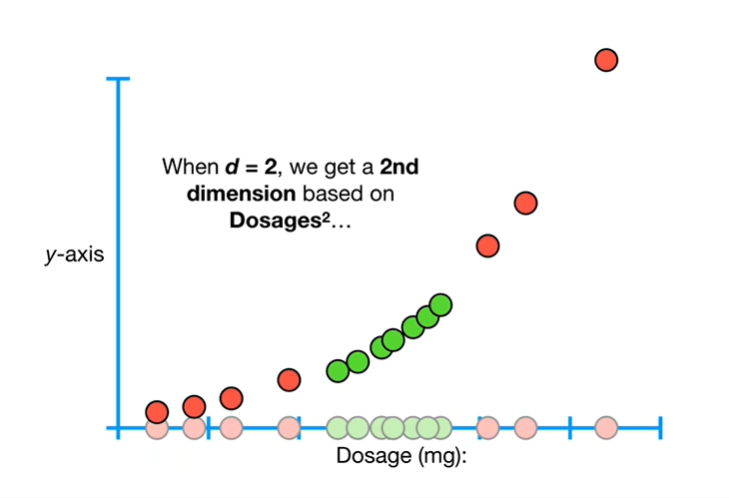 When d = 2, we get a 2nd
dimension based on
Dosages²...
y-axis
Dosage (mg):